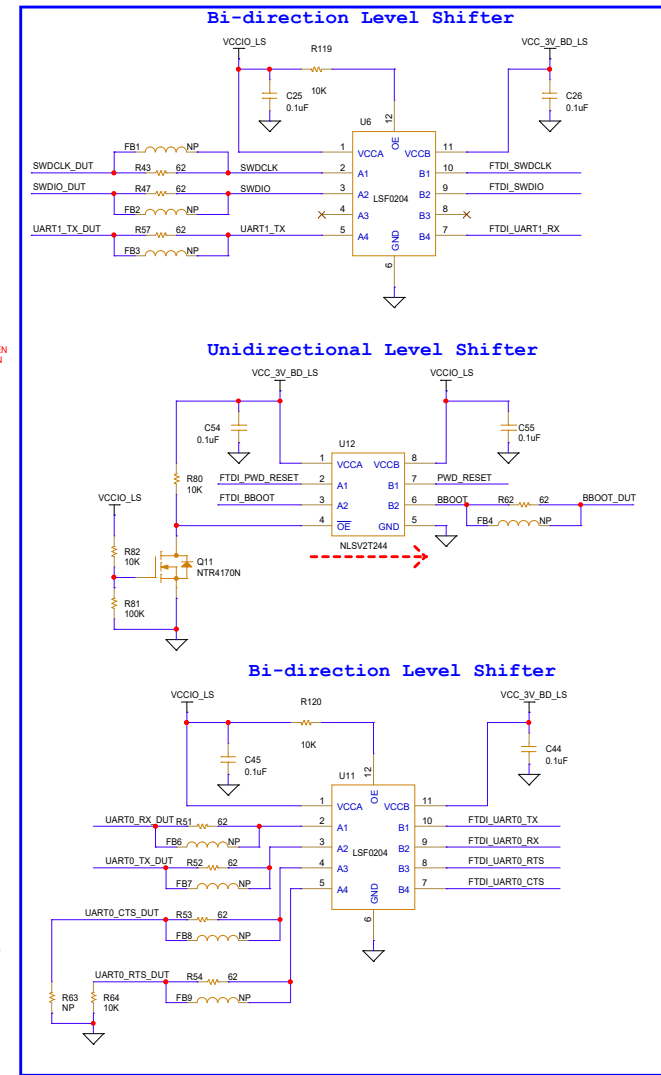 Bi-direction Level Shifter
VCCIO_LS
VCC_3V_BD_LS
R119
10K
C25
0.1uF
C26
0.1uF
U6
12
OE
1
VCCA
VCCB
11
FB1
NP
SWDCLK_DUT
R43
62
SWDCLK
2
A1
B1
10
FTDI_SWDCLK
SWDIO_DUT
R47
62
SWDIO
3
A2
LSF0204
B2
9
FTDI_SWDIO
FB2
NP
4
A3
B3
8
UART1_TX_DUT
R57
62
UART1_TX
5
A4
B4
7
FTDI_UART1_RX
FB3
NP
GND
6
EN
N
Unidirectional Level Shifter
VCC_3V_BD_LS
VCCIO_LS
C54
0.1uF
C55
0.1uF
U12
1
VCCA
VCCB
8
R80
10K
FTDI_PWD_RESET
2
A1
B1
7
PWD_RESET
VCCIO_LS
FTDI_BBOOT
3
A2
B2
6
BBOOT
R62
62
BBOOT_DUT
4
OE
GND
5
FB4
NP
NLSV2T244
R82
10K
Q11
NTR4170N
R81
100K
Bi-direction Level Shifter
VCCIO_LS
VCC_3V_BD_LS
R120
10K
C45
0.1uF
C44
0.1uF
U11
12
OE
1
VCCA
VCCB
11
UART0_RX_DUT
R51
62
2
A1
B1
10
FTDI_UART0_TX
FB6
NP
3
A2
LSF0204
B2
9
FTDI_UART0_RX
UART0_TX_DUT
R52
62
4
A3
B3
8
FTDI_UART0_RTS
FB7
NP
5
A4
B4
7
FTDI_UART0_CTS
GND
6
UART0_CTS_DUT
R53
62
FB8
NP
UART0_RTS_DUT
R54
62
FB9
NP
R63
NP
R64
10K